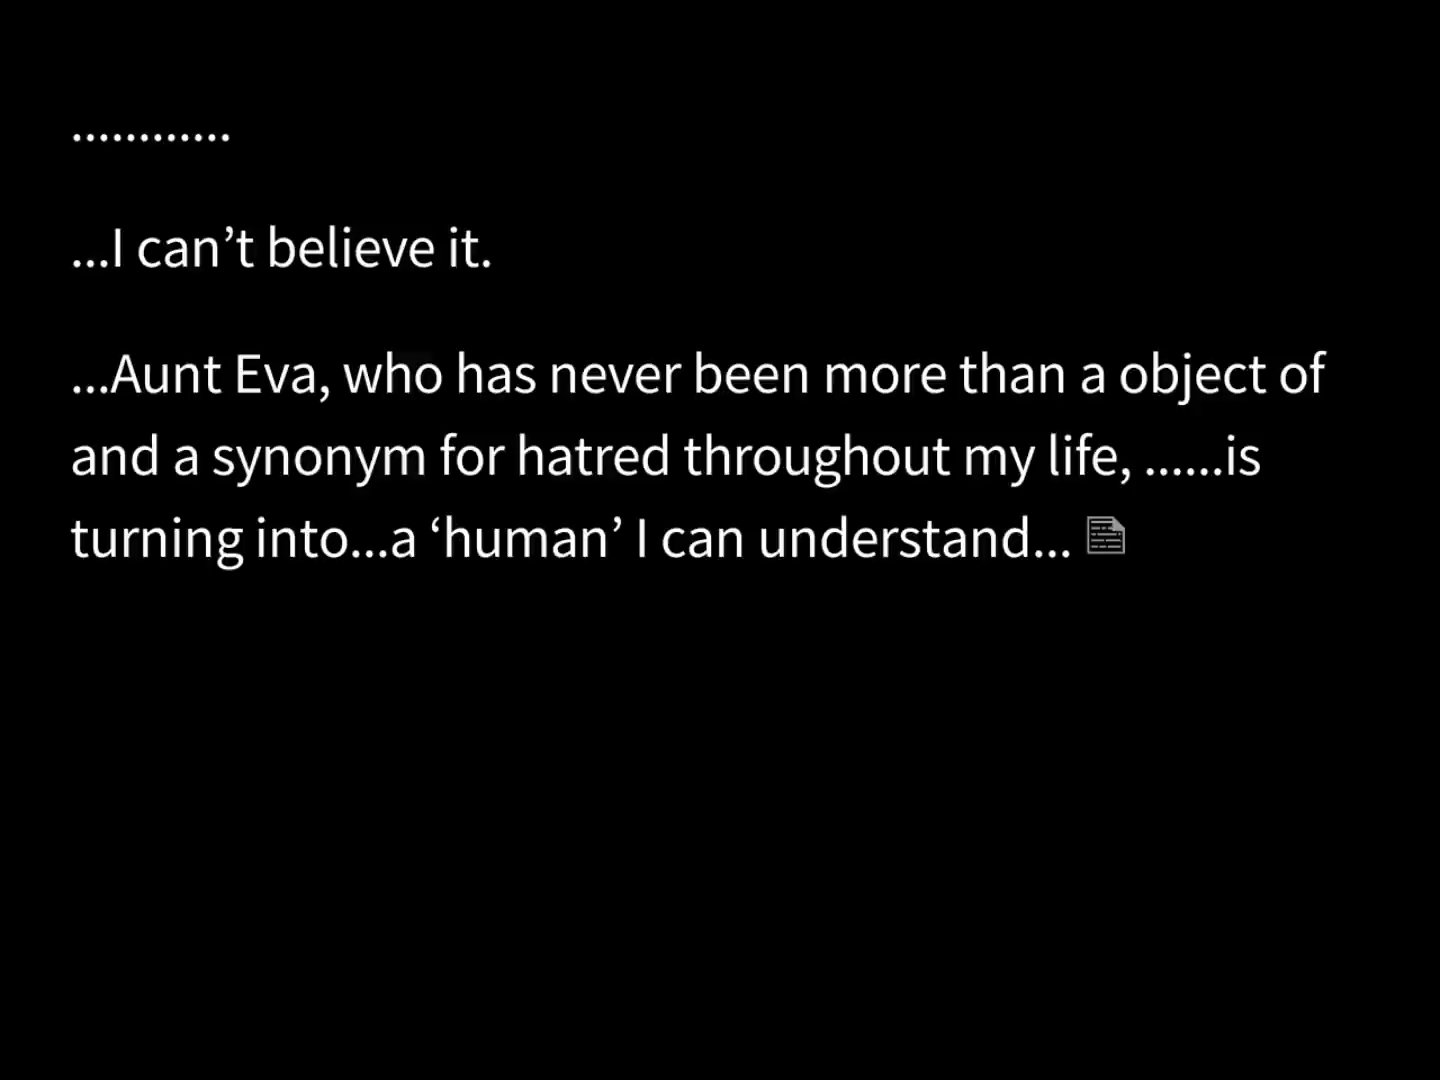 ............
...I can’t believe it.
...Aunt Eva, who has never been more than a object of
and a synonym for hatred throughout my life, ......is
turning into...a ‘human’ I can understand...